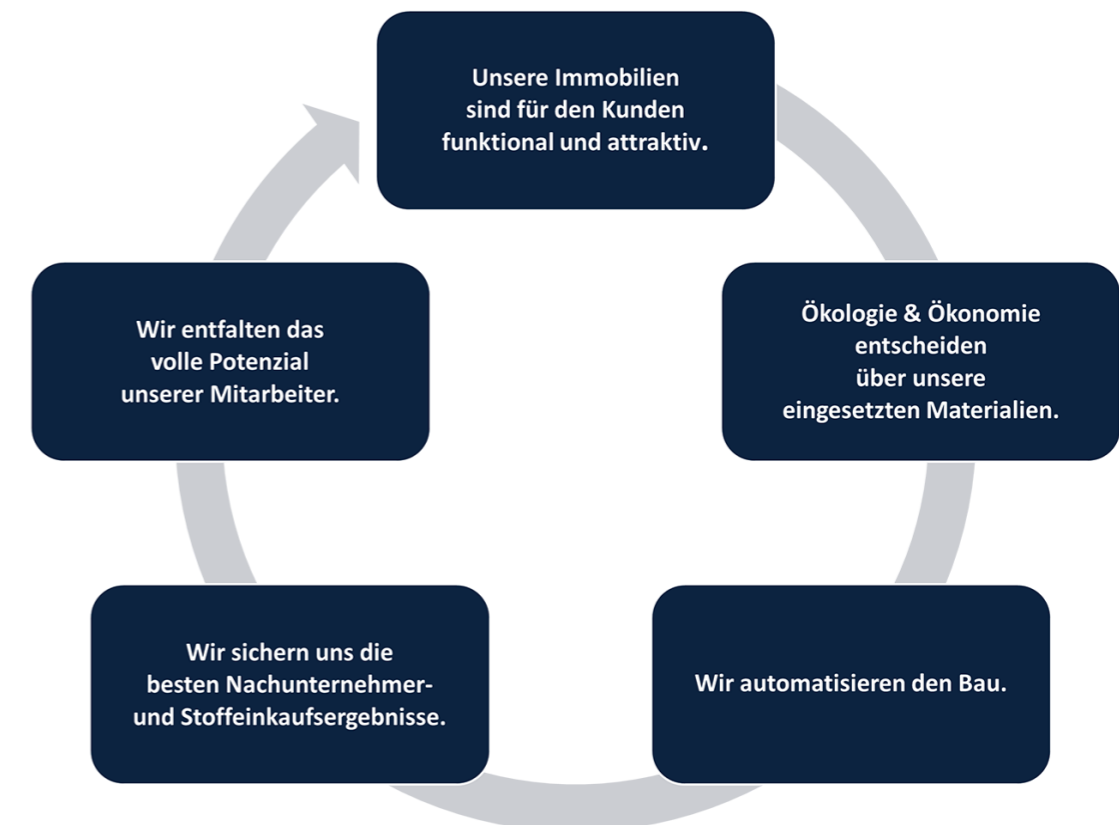 Unsere Immobilien
sind für den Kunden
funktional und attraktiv.
Ökologie & Ökonomie
entscheiden
über unsere
eingesetzten Materialien.
Wir automatisieren den Bau.
Wir sichern uns die
besten Nachunternehmer-
und Stoffeinkaufsergebnisse.
Wir entfalten das
volle Potenzial
unserer Mitarbeiter.